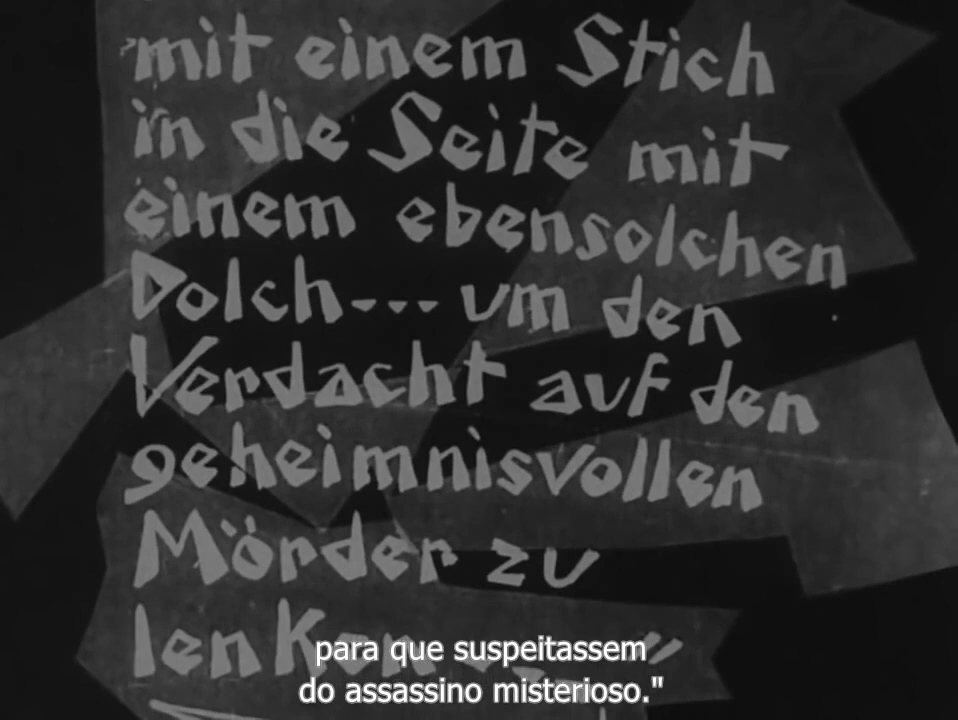 mit einem Stich
in die Seite mit
einem ebensolchen
Dolch--- um den
Verdacht auf den
geheimnisvollen
Mörder zu
lenken
para que suspeitassem
do assassino misterioso."